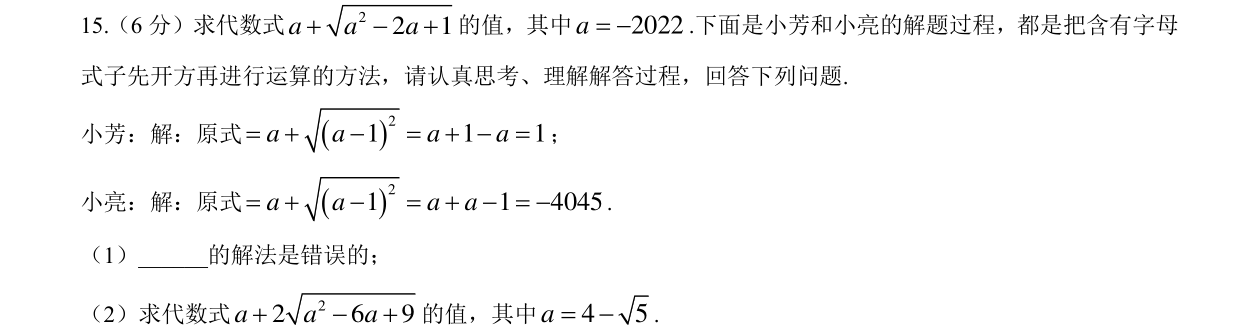 15.（6 分）求代数式 a + √(a² − 2a + 1) 的值，其中 a = −2022 .下面是小芳和小亮的解题过程，都是把含有字母
式子先开方再进行运算的方法，请认真思考、理解解答过程，回答下列问题.
小芳：解：原式 = a + √((a − 1)²) = a + 1 − a = 1；
小亮：解：原式 = a + √((a − 1)²) = a + a − 1 = −4045 .
（1）______的解法是错误的；
（2）求代数式 a + 2√(a² − 6a + 9) 的值，其中 a = 4 − √5 .